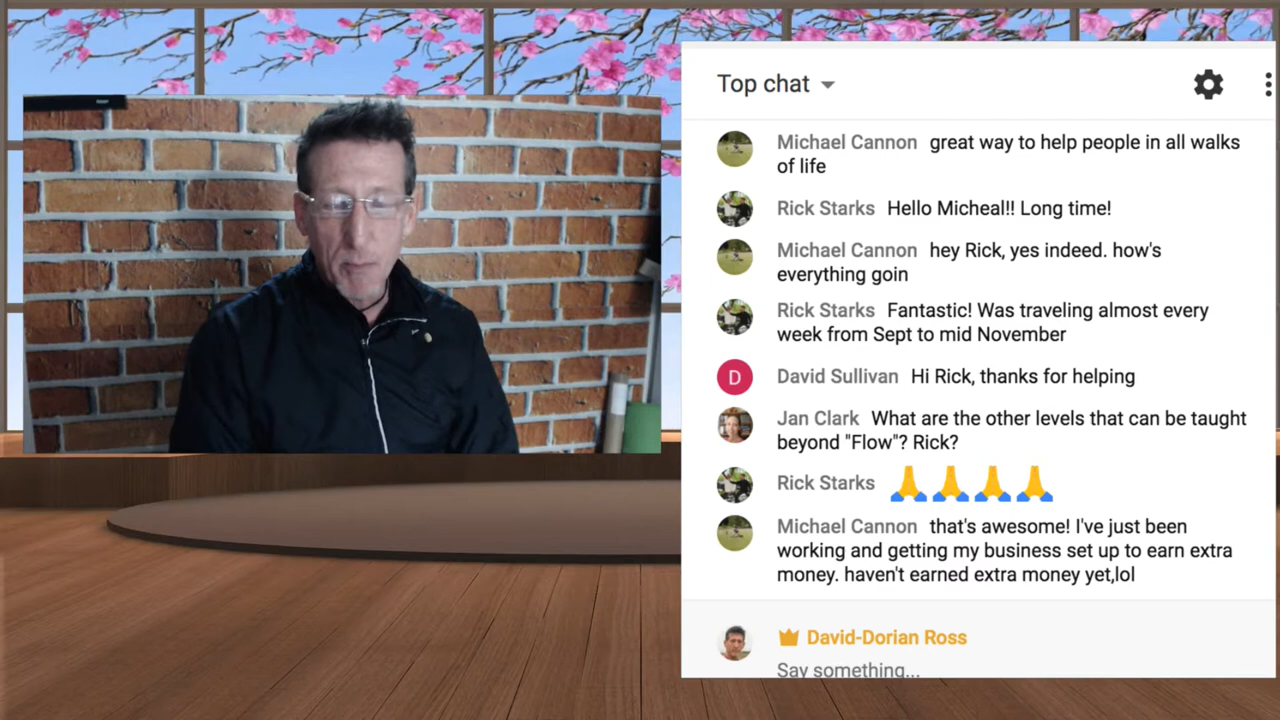 Top chat
Michael Cannon great way to help people in all walks
of life
Rick Starks Hello Micheal!! Long time!
Michael Cannon hey Rick, yes indeed. how's
everything goin
Rick Starks Fantastic! Was traveling almost every
week from Sept to mid November
D
David Sullivan Hi Rick, thanks for helping
Jan Clark What are the other levels that can be taught
beyond "Flow"? Rick?
Rick Starks 🙏 🙏 🙏 🙏
Michael Cannon that's awesome! I've just been
working and getting my business set up to earn extra
money. haven't earned extra money yet,lol
David-Dorian Ross
Say something...